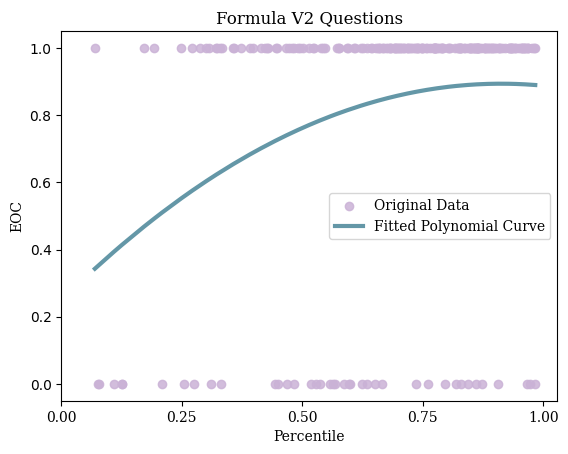 Formula V2 Questions
1.0
0.8
0.6
0.4
0.2
0.0
EOC
Original Data
Fitted Polynomial Curve
0.00 0.25 0.50 0.75 1.00
Percentile